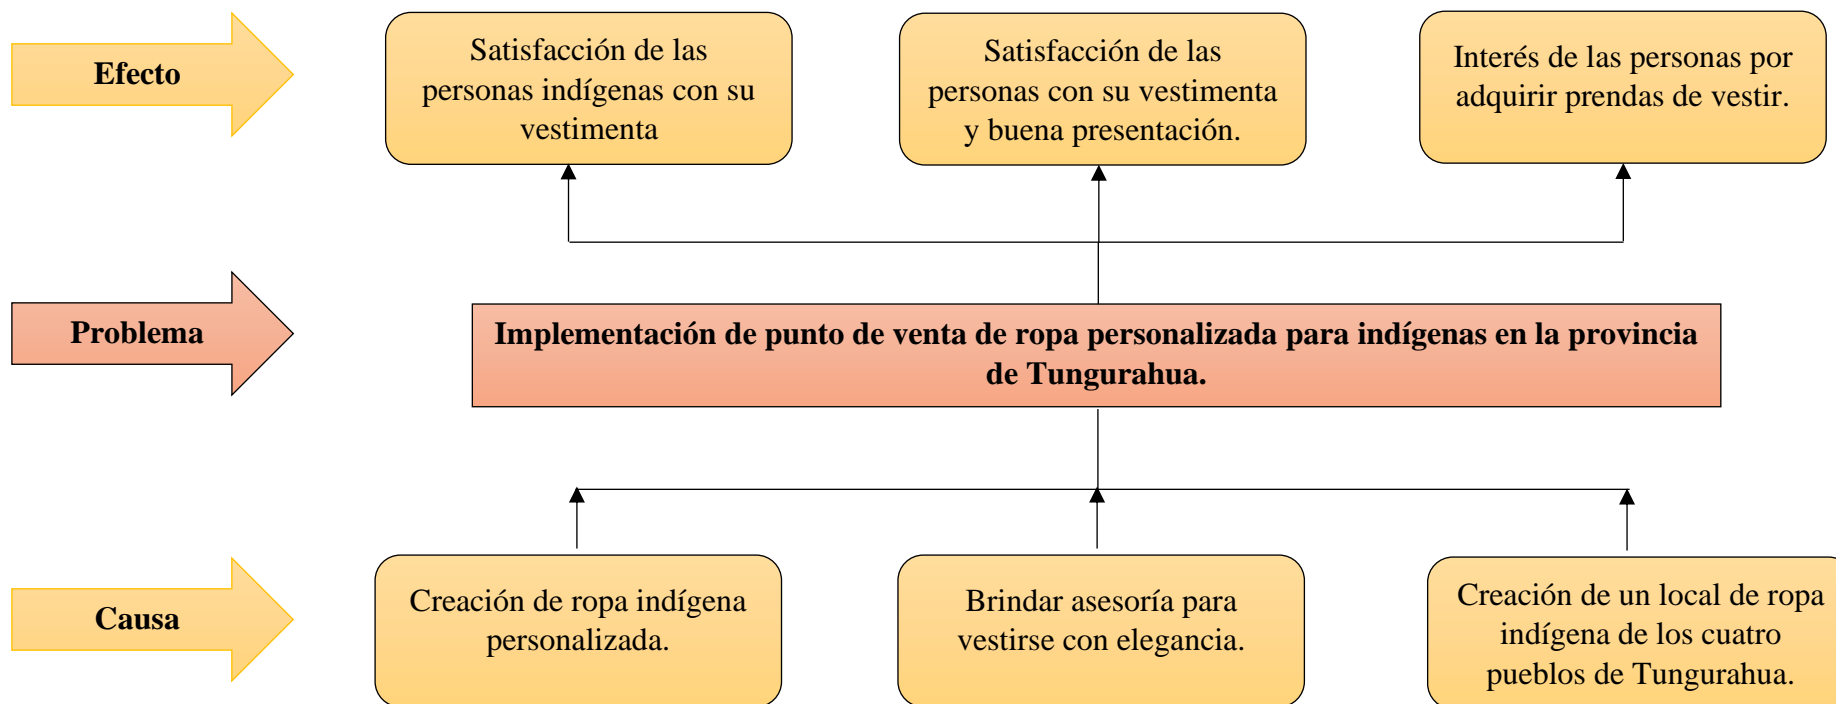 Efecto
Satisfacción de las
personas indígenas con su
vestimenta
Satisfacción de las
personas con su vestimenta
y buena presentación.
Interés de las personas por
adquirir prendas de vestir.
Problema
Implementación de punto de venta de ropa personalizada para indígenas en la provincia
de Tungurahua.
Causa
Creación de ropa indígena
personalizada.
Brindar asesoría para
vestirse con elegancia.
Creación de un local de ropa
indígena de los cuatro
pueblos de Tungurahua.